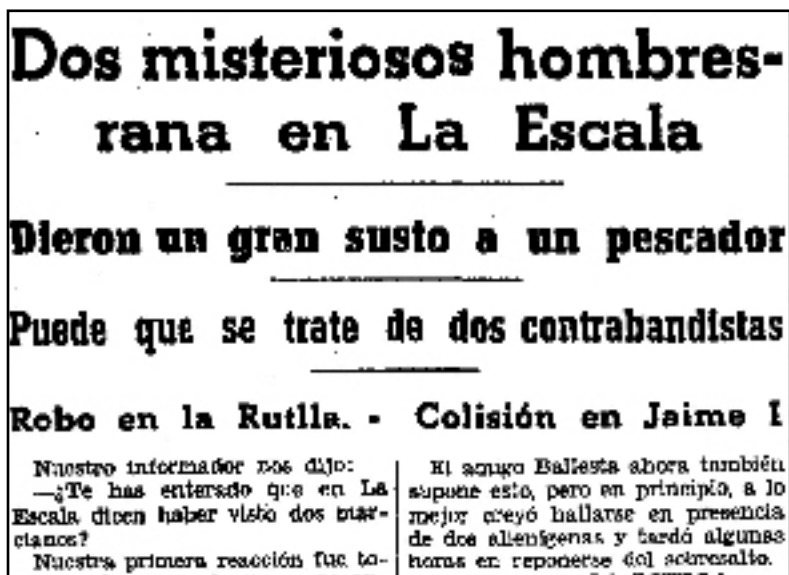 Dos misteriosos hombres-
rana en La Escala
Dieron un gran susto a un pescador
Puede que se trate de dos contrabandistas
Robo en la Rutlla. - Colisión en Jaime I
Nuestro informador nos dijo:
—¿Te has enterado que en La
Escala dicen haber visto dos mar-
cianos?
Nuestra primera reacción fue to-
El amigo Ballesta ahora también
supone esto, pero en principio, a lo
mejor creyó hallarse en presencia
de dos alienígenas y tardó algunas
horas en reponerse del sobresalto.